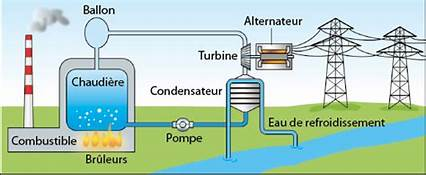 Ballon
Alternateur
Turbine
Chaudière
Condensateur
Eau de refroidissement
Combustible
Pompe
Brûleurs